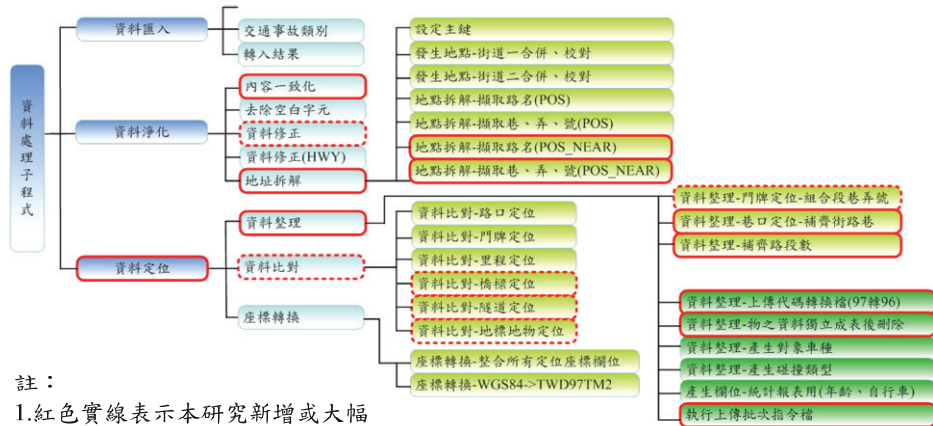 資料處理子程式
資料匯入
交通事故類別
轉入結果
資料淨化
內容一致化
去除空白字元
資料修正
資料修正(HWY)
地址拆解
設定主鍵
發生地點-街道一合併、校對
發生地點-街道二合併、校對
地點拆解-擷取路名(POS)
地點拆解-擷取巷、弄、號(POS)
地點拆解-擷取路名(POS_NEAR)
地點拆解-擷取巷、弄、號(POS_NEAR)
資料定位
資料整理
資料比對
座標轉換
資料比對-路口定位
資料比對-門牌定位
資料比對-里程定位
資料比對-橋樑定位
資料比對-隧道定位
資料比對-地標地物定位
座標轉換-整合所有定位座標欄位
座標轉換-WGS84->TWD97TM2
資料整理-門牌定位-組合段巷弄號
資料整理-巷口定位-補齊街路巷
資料整理-補齊路段數
資料整理-上傳代碼轉換檔(97轉96)
資料整理-物之資料獨立成表後刪除
資料整理-產生對象車種
資料整理-產生碰撞類型
產生欄位-統計報表用(年齡、自行車)
執行上傳批次指令檔
註：
1.紅色實線表示本研究新增或大幅